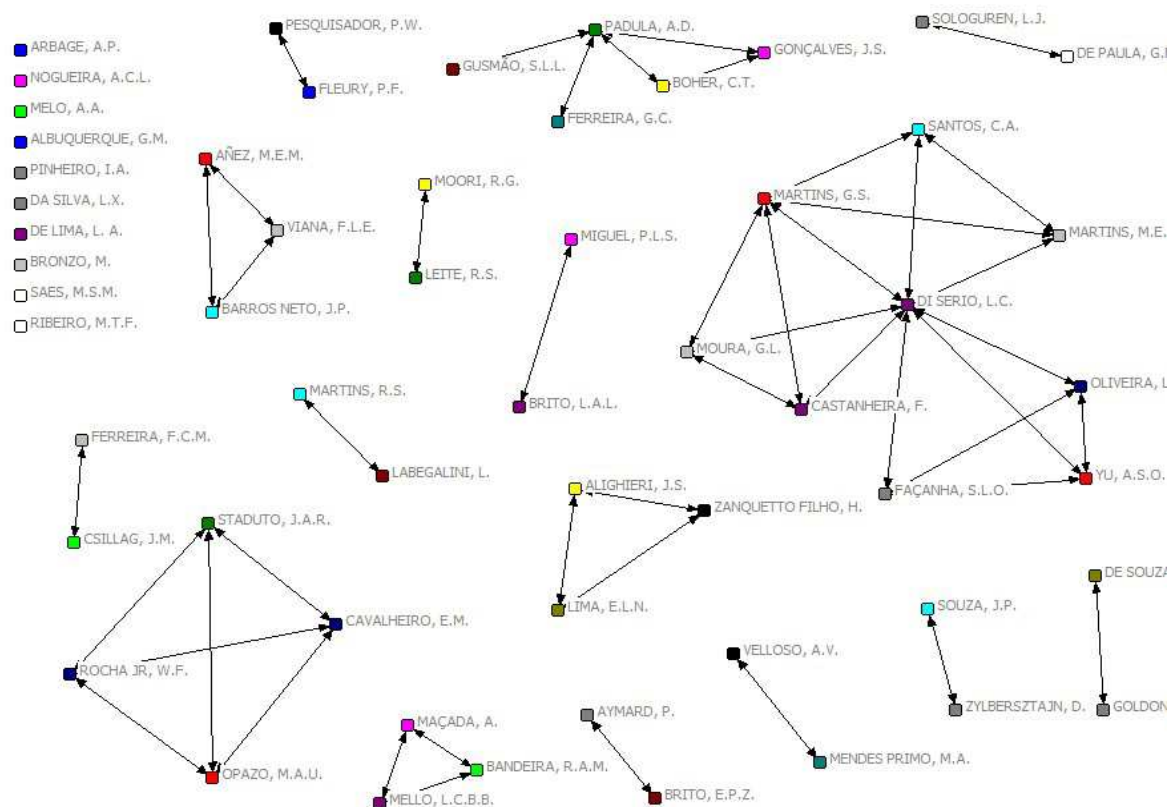 ARBAGE, A.P.
NOGUEIRA, A.C.L.
MELO, A.A.
ALBUQUERQUE, G.M.
PINHEIRO, I.A.
DA SILVA, L.X.
DE LIMA, L. A.
BRONZO, M.
SAES, M.S.M.
RIBEIRO, M.T.F.
PESQUISADOR, P.W.
FLEURY, P.F.
PADULA, A.D.
GUSMÃO, S.L.L.
GONÇALVES, J.S.
BOHER, C.T.
FERREIRA, G.C.
SOLOGUREN, L.J.
DE PAULA, G.
AÑEZ, M.E.M.
VIANA, F.L.E.
BARROS NETO, J.P.
MOORI, R.G.
LEITE, R.S.
MIGUEL, P.L.S.
BRITO, L.A.L.
SANTOS, C.A.
MARTINS, G.S.
MARTINS, M.E.
DI SERIO, L.C.
MOURA, G.L.
CASTANHEIRA, F.
OLIVEIRA, L
YU, A.S.O.
FAÇANHA, S.L.O.
MARTINS, R.S.
LABEGALINI, L.
FERREIRA, F.C.M.
CSILLAG, J.M.
ALIGHIERI, J.S.
ZANQUETTO FILHO, H.
LIMA, E.L.N.
STADUTO, J.A.R.
CAVALHEIRO, E.M.
ROCHA JR, W.F.
OPAZO, M.A.U.
MAÇADA, A.
BANDEIRA, R.A.M.
MELLO, L.C.B.B.
AYMARD, P.
BRITO, E.P.Z.
VELLOSO, A.V.
MENDES PRIMO, M.A.
SOUZA, J.P.
ZYLBERSZTAJN, D.
DE SOUZA
GOLDON